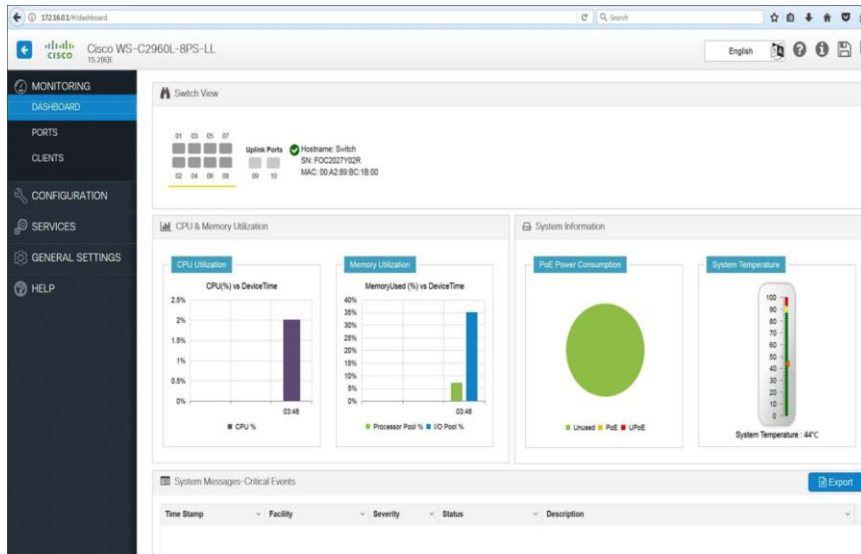 172.16.0.1/#/dashboard
Search
CISCO
Cisco WS-C2960L-8PS-LL
English
MONITORING
DASHBOARD
PORTS
CLIENTS
CONFIGURATION
SERVICES
GENERAL SETTINGS
HELP
Switch View
01 03 05 07
Uplink Ports
02 04 06 08
09 10
Hostname: Switch
SN: FOC2027Y02R
MAC: 00:A2:89:BC:1B:00
CPU & Memory Utilization
CPU Utilization
CPU(%) vs DeviceTime
2.5%
2%
1.5%
1%
0.5%
0%
03:48
CPU %
Memory Utilization
MemoryUsed (%) vs DeviceTime
40%
35%
30%
25%
20%
15%
10%
5%
0%
03:48
Processor Pool % I/O Pool %
System Information
PoE Power Consumption
Unused PoE UPoE
System Temperature
100
90
80
70
60
50
40
30
20
10
0
System Temperature : 44°C
System Messages-Critical Events
Export
Time Stamp Facility Severity Status Description